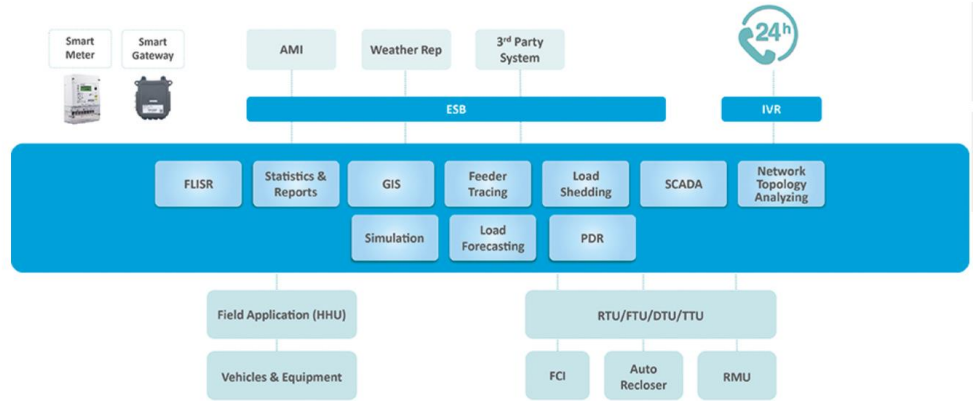 Smart
Meter
Smart
Gateway
AMI
Weather Rep
3rd Party
System
24h
ESB
IVR
FLISR
Statistics &
Reports
GIS
Feeder
Tracing
Load
Shedding
SCADA
Network
Topology
Analyzing
Simulation
Load
Forecasting
PDR
Field Application (HHU)
RTU/FTU/DTU/TTU
Vehicles & Equipment
FCI
Auto
Recloser
RMU